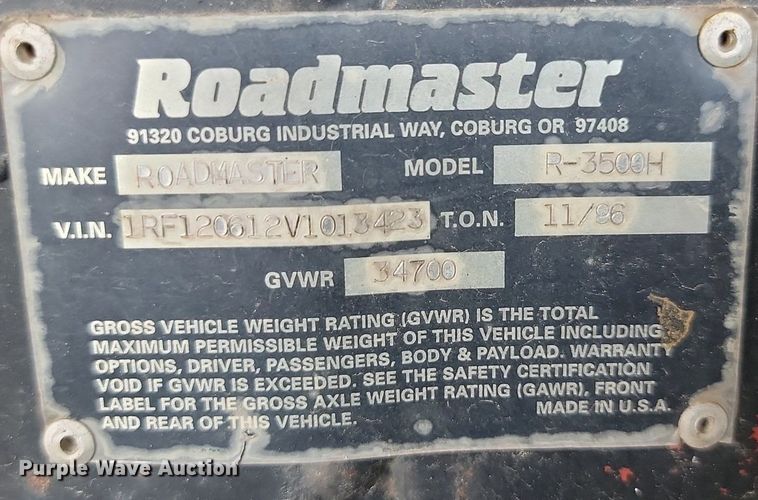 Roadmaster
91320 COBURG INDUSTRIAL WAY, COBURG OR 97408
MAKE ROADMASTER MODEL R-3500H
V.I.N. 1RF120612V1013423 T.O.N. 11/96
GVWR 34700
GROSS VEHICLE WEIGHT RATING (GVWR) IS THE TOTAL
MAXIMUM PERMISSIBLE WEIGHT OF THIS VEHICLE INCLUDING
OPTIONS, DRIVER, PASSENGERS, BODY & PAYLOAD. WARRANTY
VOID IF GVWR IS EXCEEDED. SEE THE SAFETY CERTIFICATION
LABEL FOR THE GROSS AXLE WEIGHT RATING (GAWR), FRONT
AND REAR OF THIS VEHICLE. MADE IN U.S.A.
Purple Wave Auction